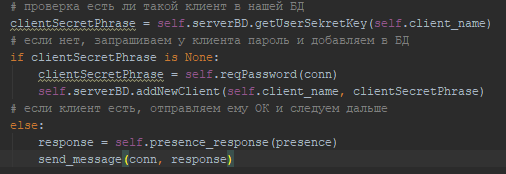 # проверка есть ли такой клиент в нашей БД
clientSecretPhrase = self.serverBD.getUserSekretKey(self.client_name)
# если нет, запрашиваем у клиента пароль и добавляем в БД
if clientSecretPhrase is None:
    clientSecretPhrase = self.reqPassword(conn)
    self.serverBD.addNewClient(self.client_name, clientSecretPhrase)
# если клиент есть, отправляем ему ОК и следуем дальше
else:
    response = self.presence_response(presence)
    send_message(conn, response)